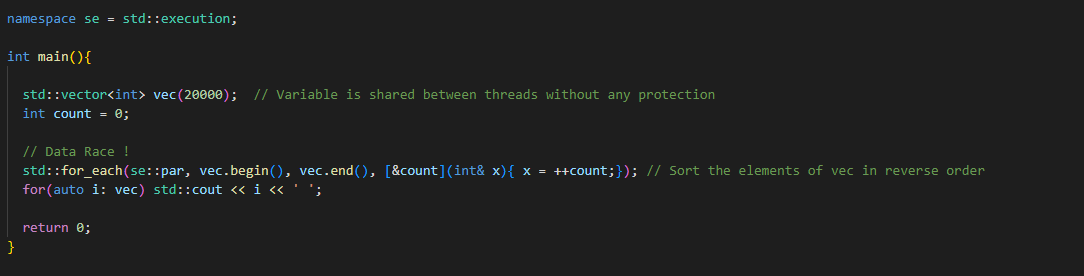 namespace se = std::execution;
int main(){
std::vector<int> vec(20000);  // Variable is shared between threads without any protection
int count = 0;
// Data Race !
std::for_each(se::par, vec.begin(), vec.end(), [&count](int& x){ x = ++count;}); // Sort the elements of vec in reverse order
for(auto i: vec) std::cout << i << ' ';
return 0;
}